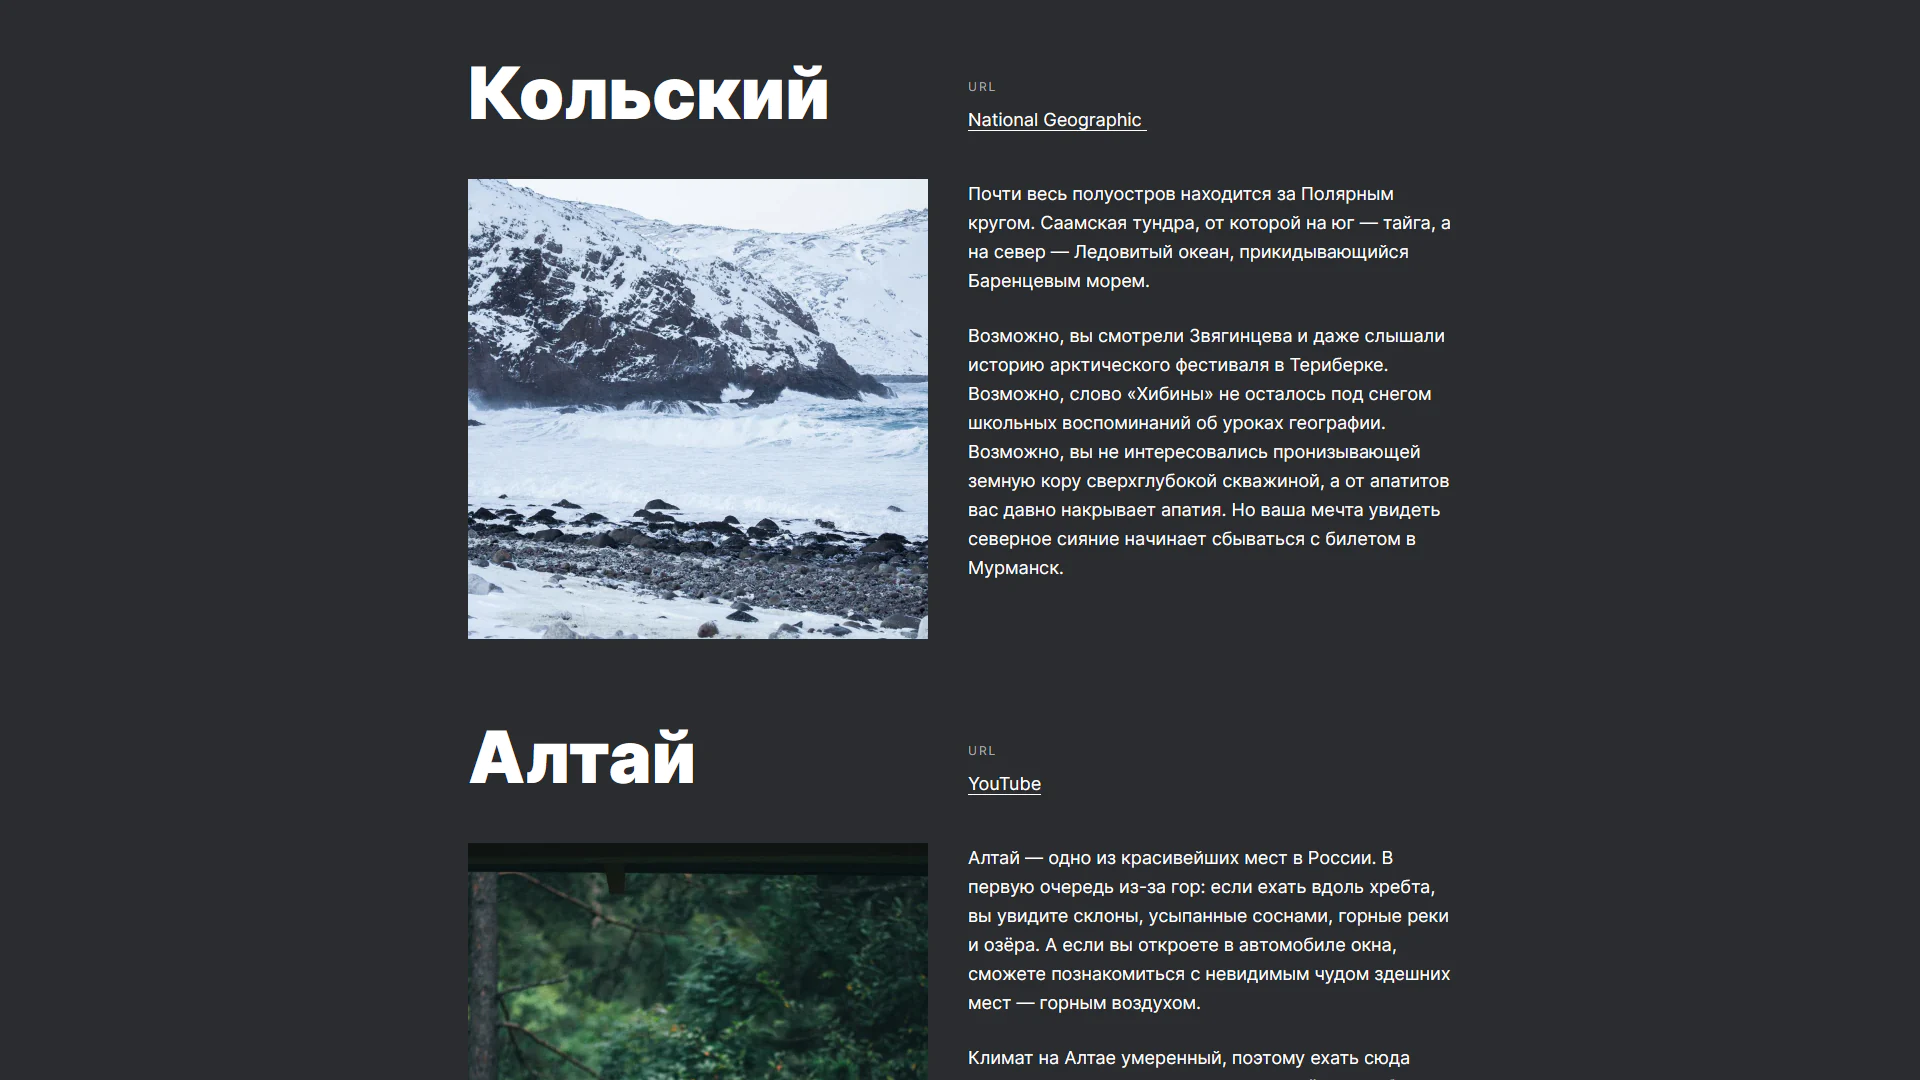 Кольский
URL
National Geographic
Почти весь полуостров находится за Полярным
кругом. Саамская тундра, от которой на юг — тайга, а
на север — Ледовитый океан, прикидывающийся
Баренцевым морем.
Возможно, вы смотрели Звягинцева и даже слышали
историю арктического фестиваля в Териберке.
Возможно, слово «Хибины» не осталось под снегом
школьных воспоминаний об уроках географии.
Возможно, вы не интересовались пронизывающей
земную кору сверхглубокой скважиной, а от апатитов
вас давно накрывает апатия. Но ваша мечта увидеть
северное сияние начинает сбываться с билетом в
Мурманск.
Алтай
URL
YouTube
Алтай — одно из красивейших мест в России. В
первую очередь из-за гор: если ехать вдоль хребта,
вы увидите склоны, усыпанные соснами, горные реки
и озёра. А если вы откроете в автомобиле окна,
сможете познакомиться с невидимым чудом здешних
мест — горным воздухом.
Климат на Алтае умеренный, поэтому ехать сюда